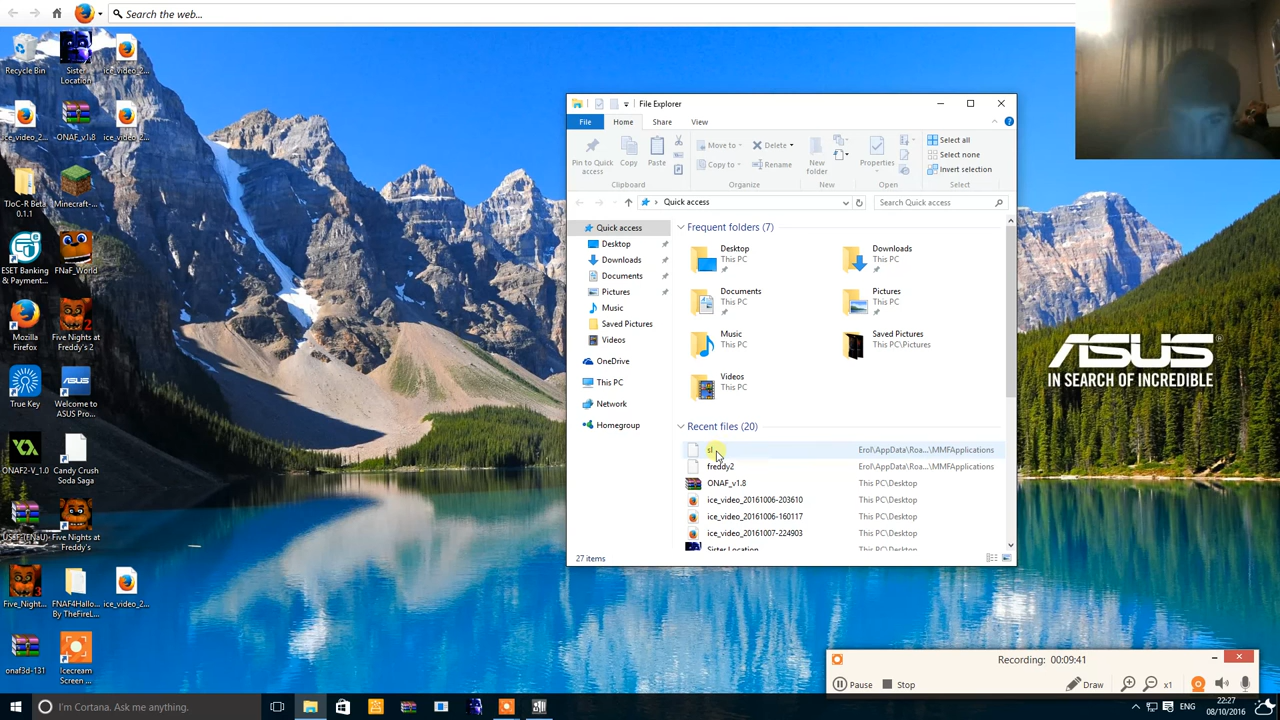 Search the web...
Recycle Bin
Sister Location
ice_video_2...
ice_video_2...
ONAF_v1.8
ice_video_2...
TJoC-R Beta 0.1.1
Minecraft-...
ESET Banking & Payment...
FNaF_World
Mozilla Firefox
Five Nights at Freddy's 2
True Key
Welcome to ASUS Pro...
ONAF2-V_1.0
Candy Crush Soda Saga
Five Nights at Freddy's
Five_Night...
FNAF4Hallo... By TheFireL...
ice_video_2...
onaf3d-131
Icecream Screen ...
File Explorer
File
Home
Share
View
Pin to Quick access
Copy
Paste
Clipboard
Move to
Copy to
Delete
Rename
Organize
New folder
New
Properties
Open
Select all
Select none
Invert selection
Select
Quick access
Search Quick access
Quick access
Desktop
Downloads
Documents
Pictures
Music
Saved Pictures
Videos
OneDrive
This PC
Network
Homegroup
Frequent folders (7)
Desktop
This PC
Downloads
This PC
Documents
This PC
Pictures
This PC
Music
This PC
Saved Pictures
This PC\Pictures
Videos
This PC
Recent files (20)
sl Erol\AppData\Roa...\MMFApplications
freddy2 Erol\AppData\Roa...\MMFApplications
ONAF_v1.8 This PC\Desktop
ice_video_20161006-203610 This PC\Desktop
ice_video_20161006-160117 This PC\Desktop
ice_video_20161007-224903 This PC\Desktop
Sister Location This PC\Desktop
27 items
ASUS
IN SEARCH OF INCREDIBLE
Recording: 00:09:41
Pause
Stop
Draw
x1
I'm Cortana. Ask me anything.
ENG
22:27
08/10/2016